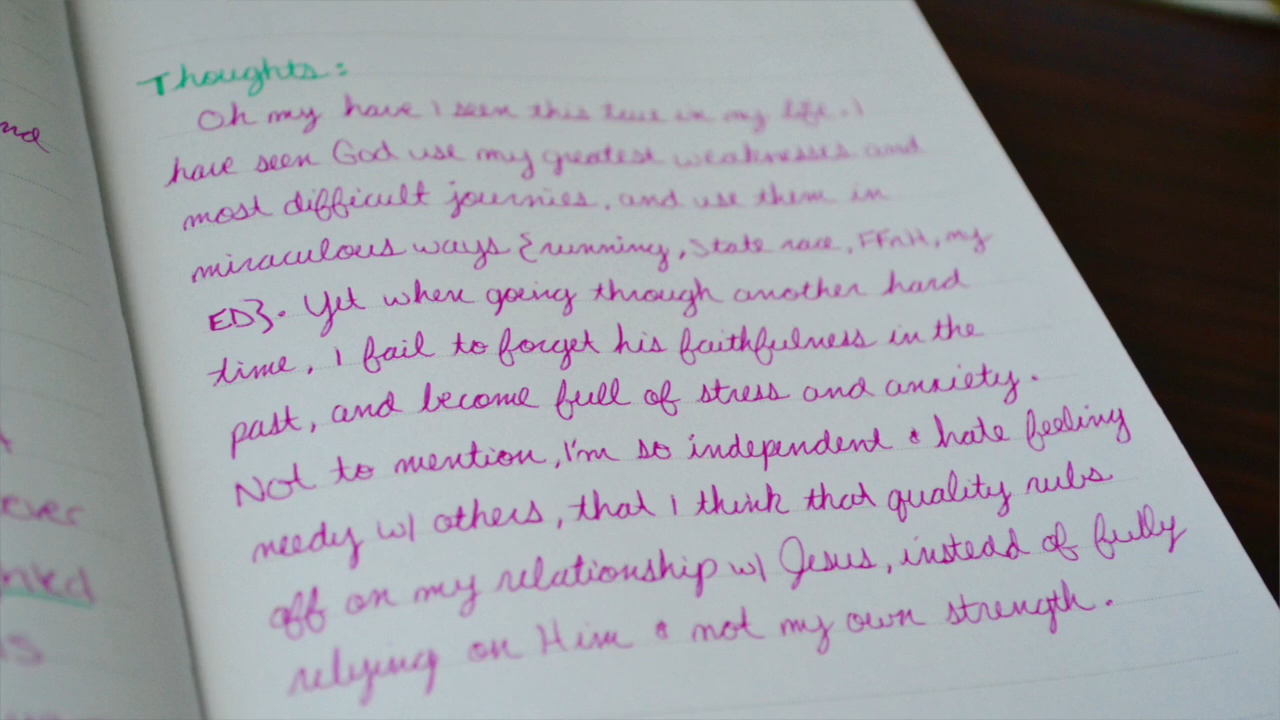 Thoughts:
Oh my have I seen this true in my life. I
have seen God use my greatest weaknesses and
most difficult journies, and use them in
miraculous ways {running, State race, FFnH, my
ED}. Yet when going through another hard
time, I fail to forget his faithfulness in the
past, and become full of stress and anxiety.
Not to mention, I'm so independent & hate feeling
needy w/ others, that I think that quality rubs
off on my relationship w/ Jesus, instead of fully
relying on Him & not my own strength.